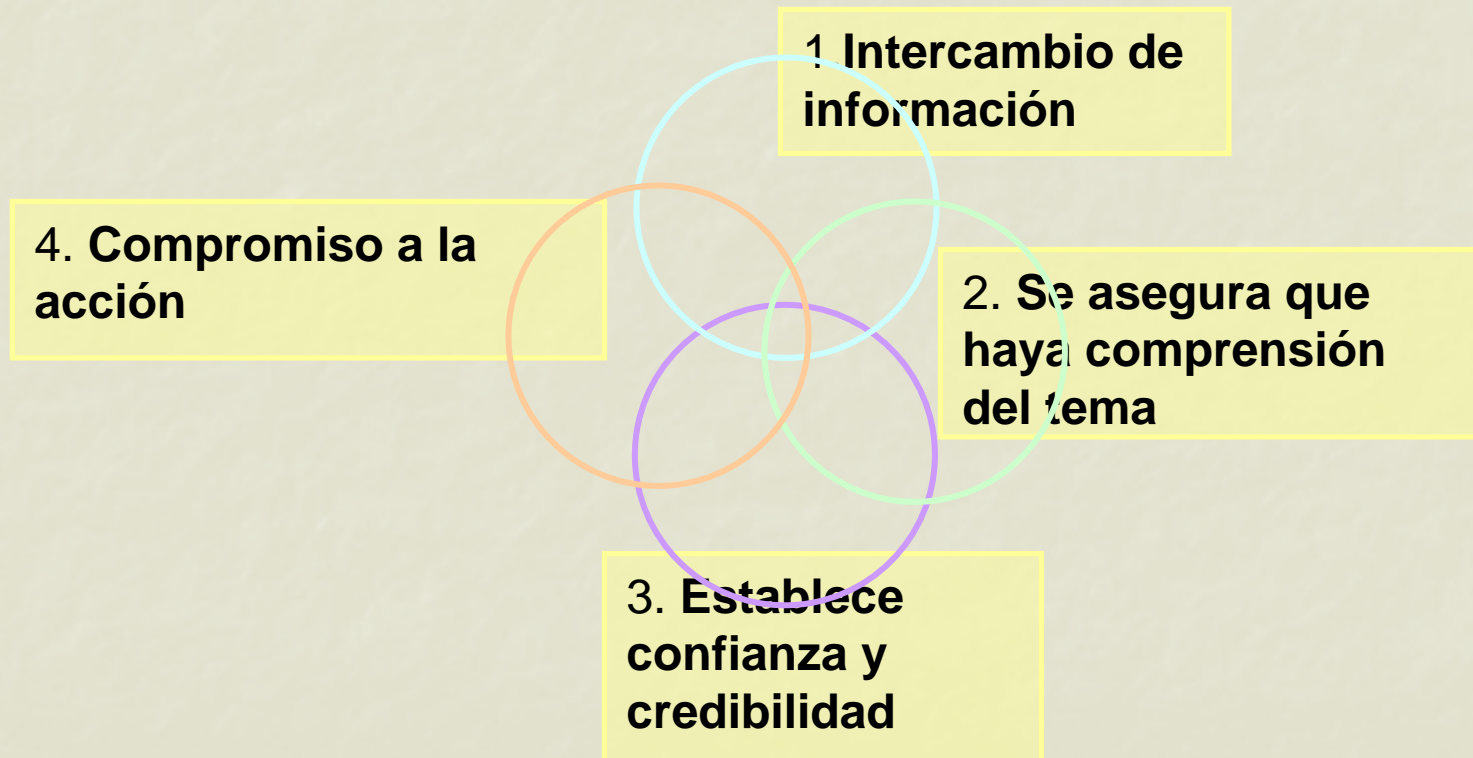 1.Intercambio de
información
2. Se asegura que
haya comprensión
del tema
3. Establece
confianza y
credibilidad
4. Compromiso a la
acción